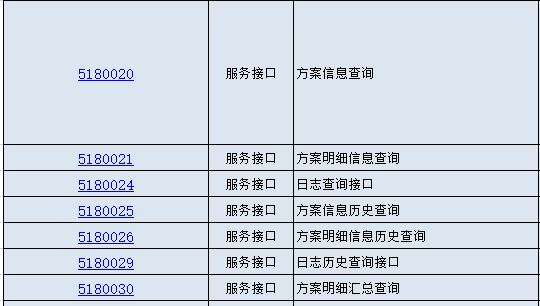 5180020 服务接口 方案信息查询
5180021 服务接口 方案明细信息查询
5180024 服务接口 日志查询接口
5180025 服务接口 方案信息历史查询
5180026 服务接口 方案明细信息历史查询
5180029 服务接口 日志历史查询接口
5180030 服务接口 方案明细汇总查询